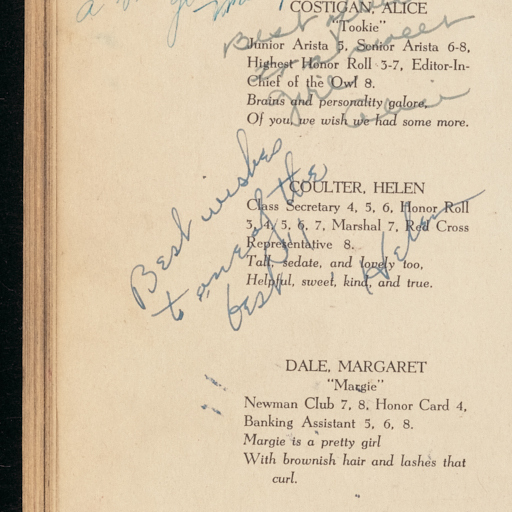 COSTIGAN, ALICE
"Tookie"
Junior Arista 5, Senior Arista 6-8,
Highest Honor Roll 3-7, Editor-In-
Chief of the Owl 8.
Brains and personality galore,
Of you, we wish we had some more.
Best wishes
to "one of the
best"!
Helen
COULTER, HELEN
Class Secretary 4, 5, 6, Honor Roll
3, 4, 5, 6, 7, Marshal 7, Red Cross
Representative 8.
Tall, sedate, and lovely too,
Helpful, sweet, kind, and true.
DALE, MARGARET
"Margie"
Newman Club 7, 8, Honor Card 4,
Banking Assistant 5, 6, 8.
Margie is a pretty girl
With brownish hair and lashes that
curl.